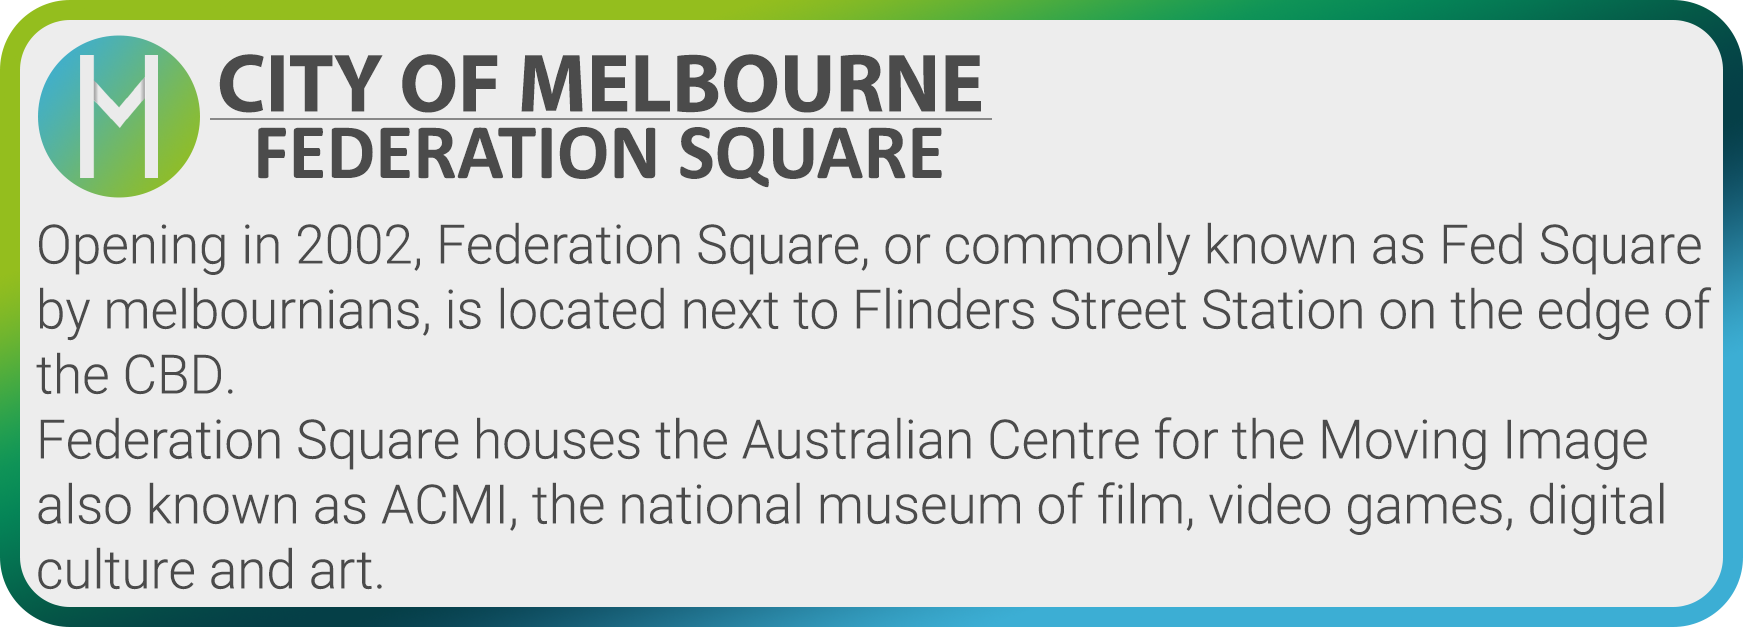 M
CITY OF MELBOURNE
FEDERATION SQUARE
Opening in 2002, Federation Square, or commonly known as Fed Square
by melbournians, is located next to Flinders Street Station on the edge of
the CBD.
Federation Square houses the Australian Centre for the Moving Image
also known as ACMI, the national museum of film, video games, digital
culture and art.